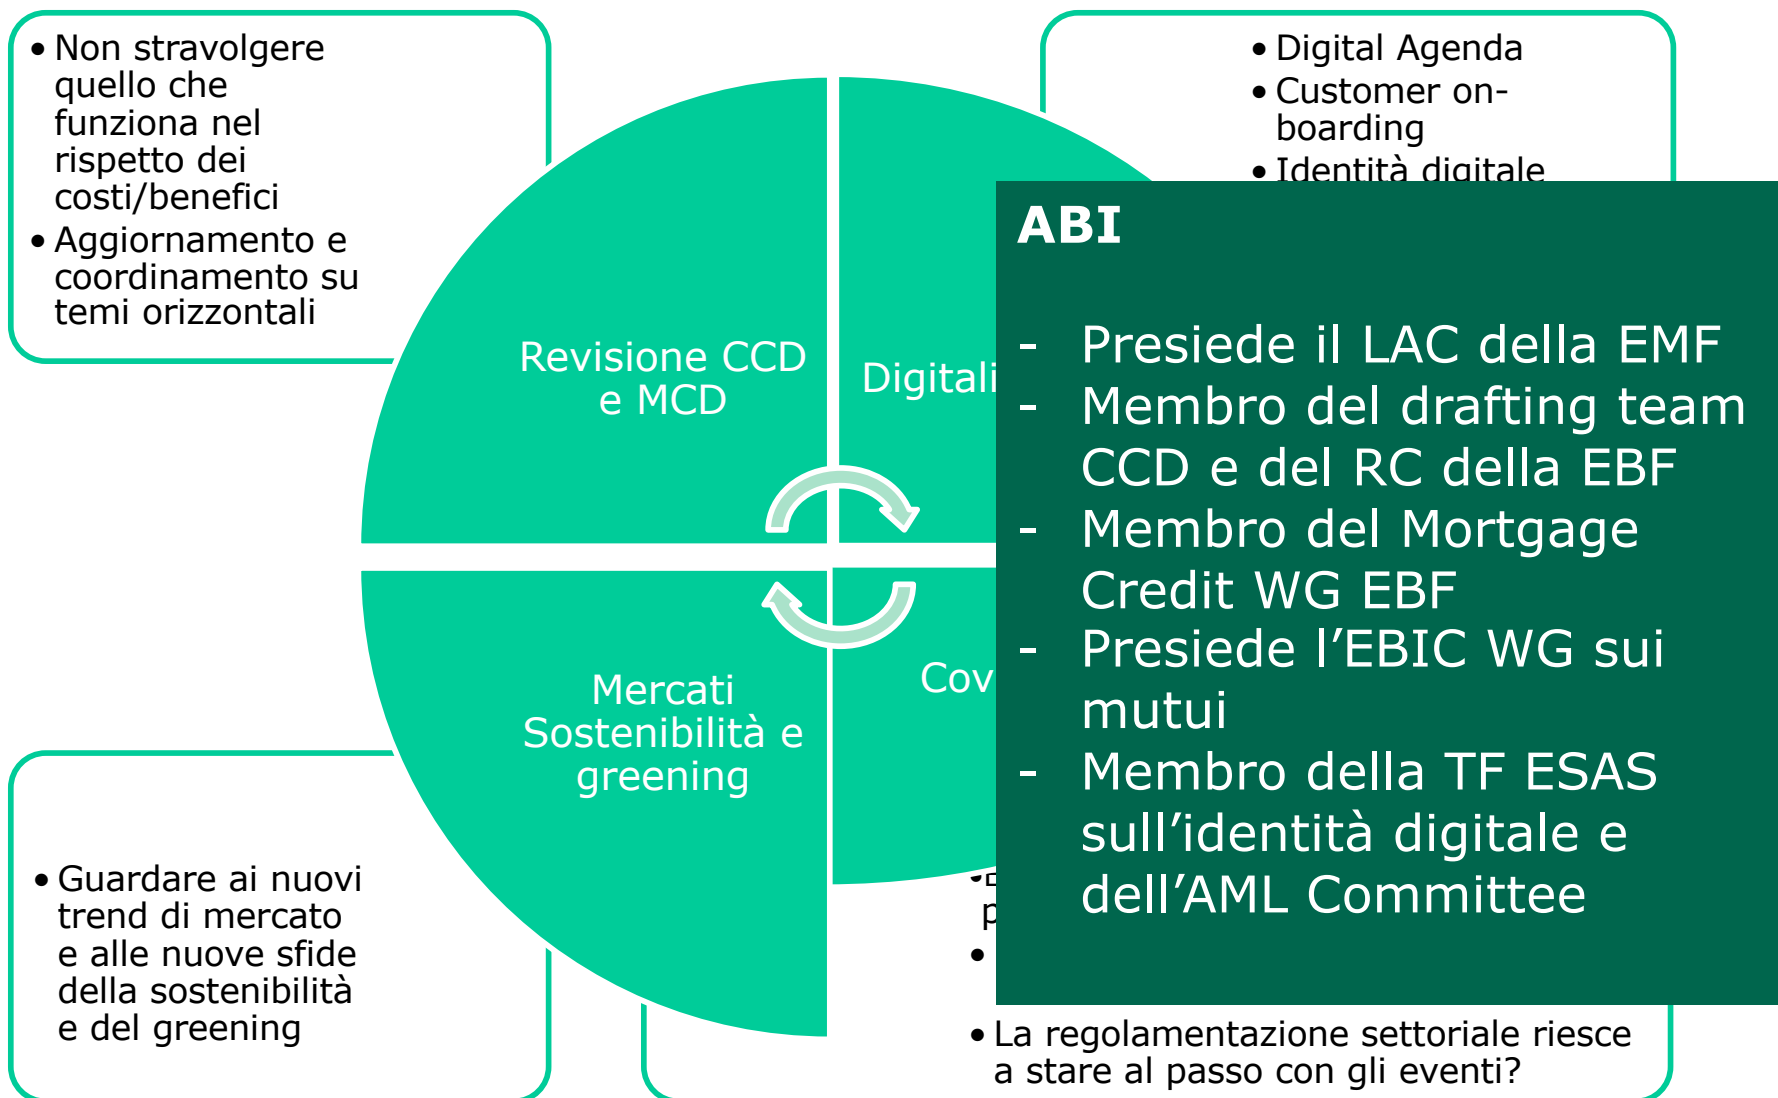 • Non stravolgere
quello che
funziona nel
rispetto dei
costi/benefici
• Aggiornamento e
coordinamento su
temi orizzontali
• Digital Agenda
• Customer on-
boarding
• Identità digitale
Revisione CCD
e MCD
Mercati
Sostenibilità e
greening
ABI
- Presiede il LAC della EMF
- Membro del drafting team
CCD e del RC della EBF
- Membro del Mortgage
Credit WG EBF
- Presiede l’EBIC WG sui
mutui
- Membro della TF ESAS
sull’identità digitale e
dell’AML Committee
• Guardare ai nuovi
trend di mercato
e alle nuove sfide
della sostenibilità
e del greening
• La regolamentazione settoriale riesce
a stare al passo con gli eventi?